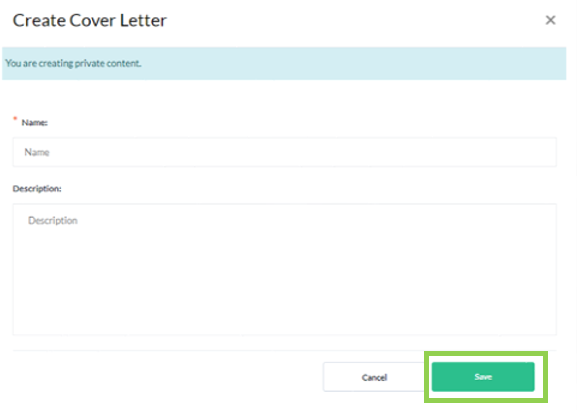 Create Cover Letter ×
You are creating private content.
* Name:
Name
Description:
Description
Cancel Save